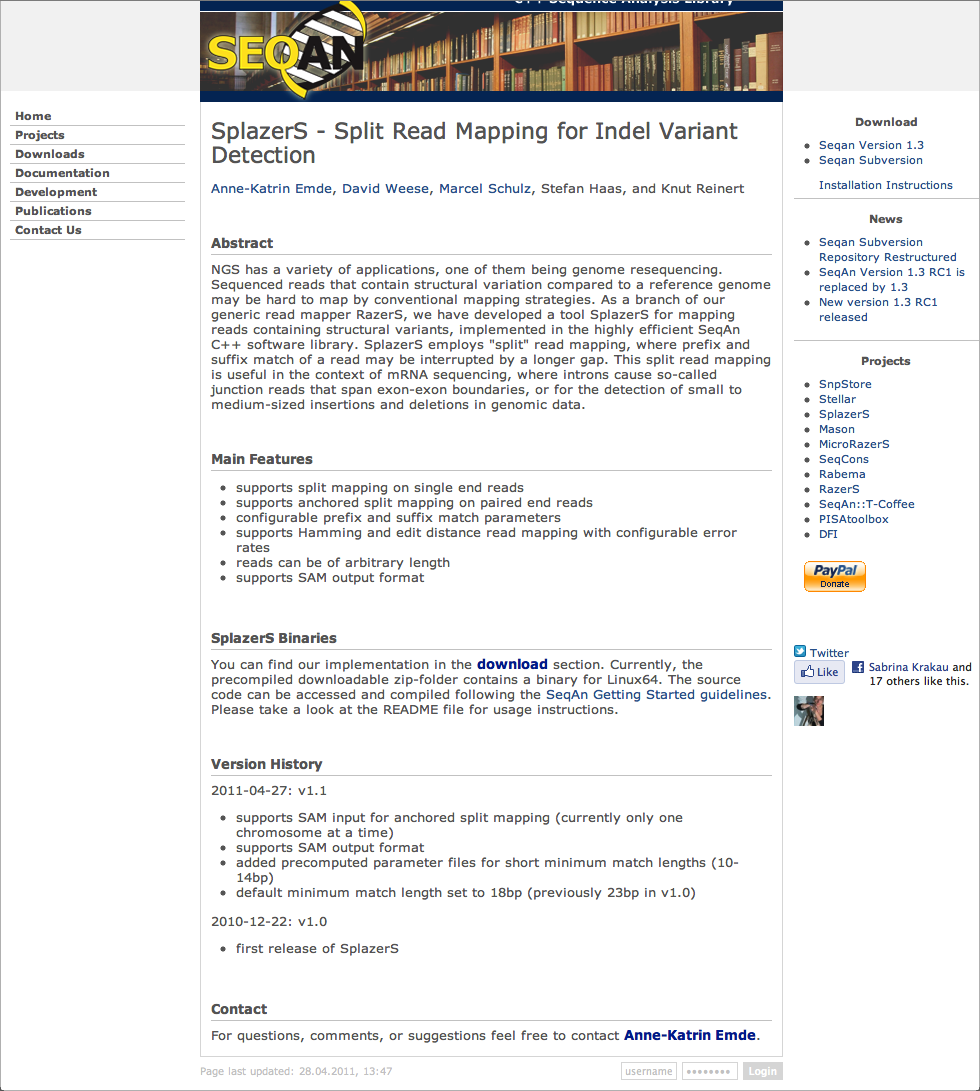 C++ Sequence Analysis Library
SEQAN
Home
Projects
Downloads
Documentation
Development
Publications
Contact Us
SplazerS - Split Read Mapping for Indel Variant
Detection
Anne-Katrin Emde, David Weese, Marcel Schulz, Stefan Haas, and Knut Reinert
Abstract
NGS has a variety of applications, one of them being genome resequencing.
Sequenced reads that contain structural variation compared to a reference genome
may be hard to map by conventional mapping strategies. As a branch of our
generic read mapper RazerS, we have developed a tool SplazerS for mapping
reads containing structural variants, implemented in the highly efficient SeqAn
C++ software library. SplazerS employs "split" read mapping, where prefix and
suffix match of a read may be interrupted by a longer gap. This split read mapping
is useful in the context of mRNA sequencing, where introns cause so-called
junction reads that span exon-exon boundaries, or for the detection of small to
medium-sized insertions and deletions in genomic data.
Main Features
• supports split mapping on single end reads
• supports anchored split mapping on paired end reads
• configurable prefix and suffix match parameters
• supports Hamming and edit distance read mapping with configurable error
rates
• reads can be of arbitrary length
• supports SAM output format
SplazerS Binaries
You can find our implementation in the download section. Currently, the
precompiled downloadable zip-folder contains a binary for Linux64. The source
code can be accessed and compiled following the SeqAn Getting Started guidelines.
Please take a look at the README file for usage instructions.
Version History
2011-04-27: v1.1
• supports SAM input for anchored split mapping (currently only one
chromosome at a time)
• supports SAM output format
• added precomputed parameter files for short minimum match lengths (10-
14bp)
• default minimum match length set to 18bp (previously 23bp in v1.0)
2010-12-22: v1.0
• first release of SplazerS
Contact
For questions, comments, or suggestions feel free to contact Anne-Katrin Emde.
Page last updated: 28.04.2011, 13:47
username •••••••• Login
Download
• Seqan Version 1.3
• Seqan Subversion
Installation Instructions
News
• Seqan Subversion
Repository Restructured
• SeqAn Version 1.3 RC1 is
replaced by 1.3
• New version 1.3 RC1
released
Projects
• SnpStore
• Stellar
• SplazerS
• Mason
• MicroRazerS
• SeqCons
• Rabema
• RazerS
• SeqAn::T-Coffee
• PISAtoolbox
• DFI
PayPal
Donate
Twitter
Like
Sabrina Krakau and
17 others like this.